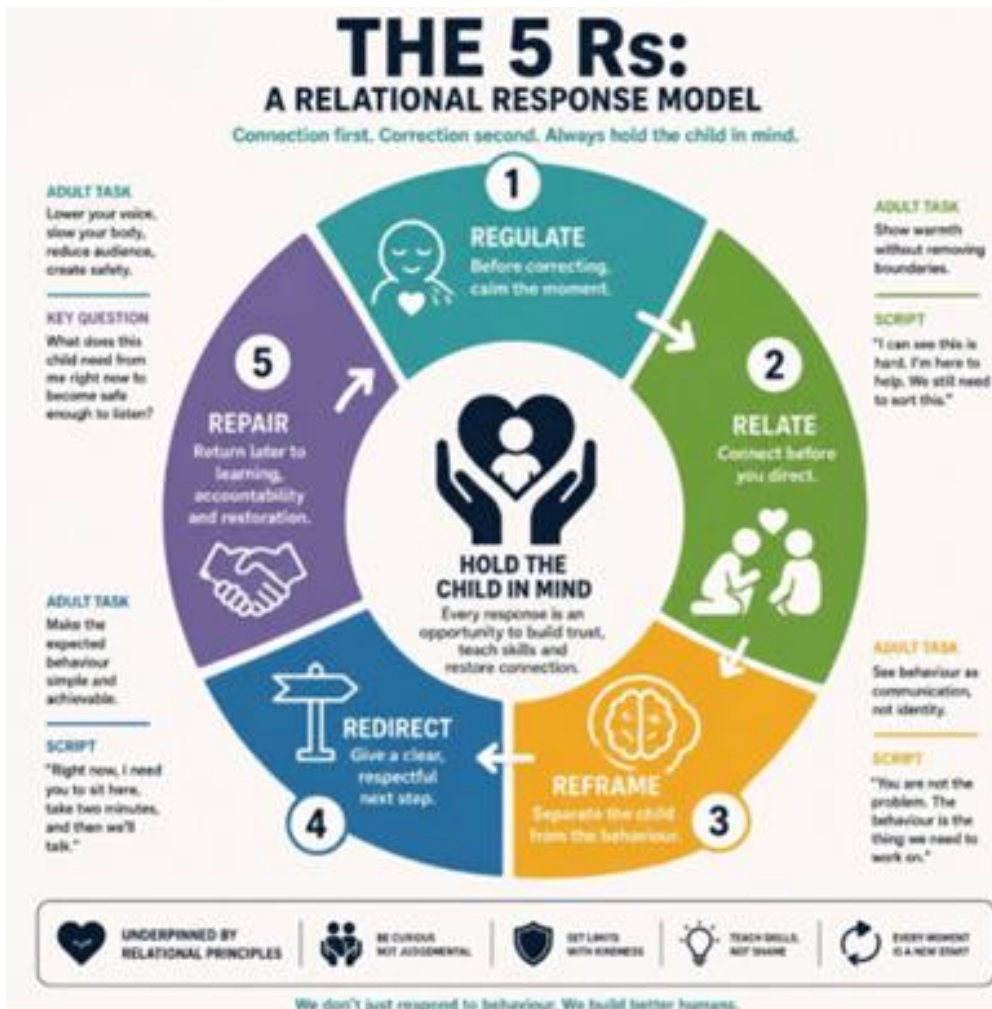 THE 5 Rs:
A RELATIONAL RESPONSE MODEL
Connection first. Correction second. Always hold the child in mind.
1
REGULATE
Before correcting,
calm the moment.
ADULT TASK
Lower your voice,
slow your body,
reduce audience,
create safety.
KEY QUESTION
What does this
child need from
me right now to
become safe
enough to listen?
2
RELATE
Connect before
you direct.
ADULT TASK
Show warmth
without removing
boundaries.
SCRIPT
"I can see this is
hard. I'm here to
help. We still need
to sort this."
3
REFRAME
Separate the child
from the behaviour.
ADULT TASK
See behaviour as
communication,
not identity.
SCRIPT
"You are not the
problem. The
behaviour is the
thing we need to
work on."
4
REDIRECT
Give a clear,
respectful
next step.
ADULT TASK
Make the
expected
behaviour
simple and
achievable.
SCRIPT
"Right now, I need
you to sit here,
take two minutes,
and then we'll
talk."
5
REPAIR
Return later to
learning,
accountability
and restoration.
HOLD THE
CHILD IN MIND
Every response is an
opportunity to build trust,
teach skills and
restore connection.
UNDERPINNED BY
RELATIONAL PRINCIPLES
BE CURIOUS
NOT JUDGEMENTAL
SET LIMITS
WITH KINDNESS
TEACH SKILLS,
NOT SHAME
EVERY MOMENT
IS A NEW START
We don't just respond to behaviour. We build better humans.